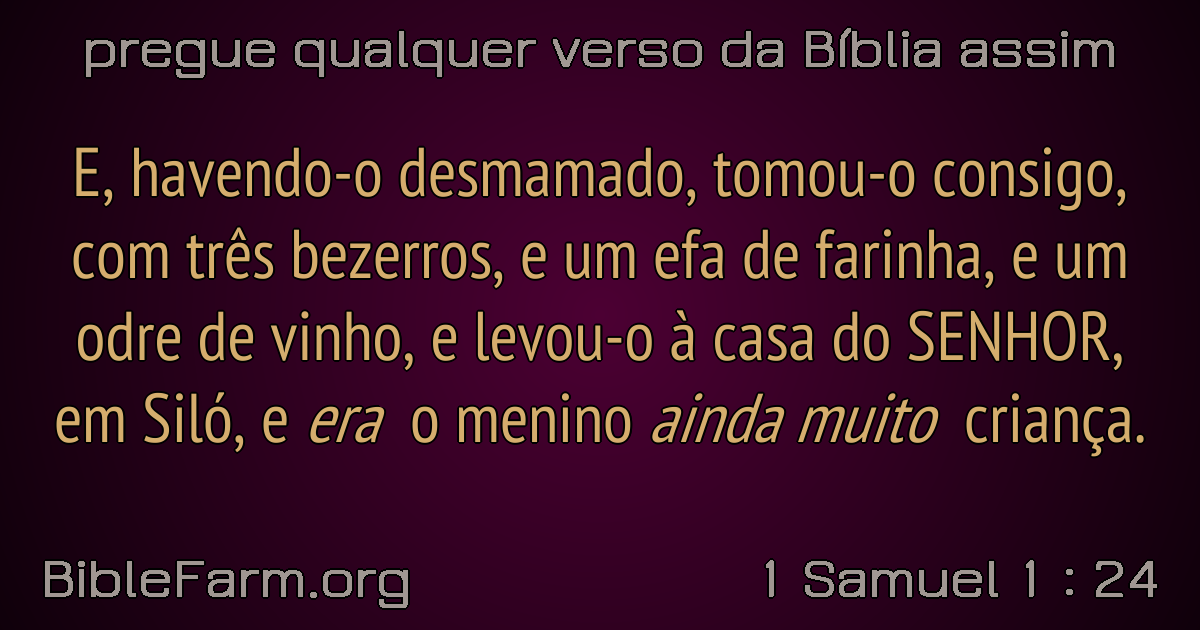 pregue qualquer verso da Bíblia assim
E, havendo-o desmamado, tomou-o consigo,
com três bezerros, e um efa de farinha, e um
odre de vinho, e levou-o à casa do SENHOR,
em Siló, e era o menino ainda muito criança.
BibleFarm.org
1 Samuel 1 : 24